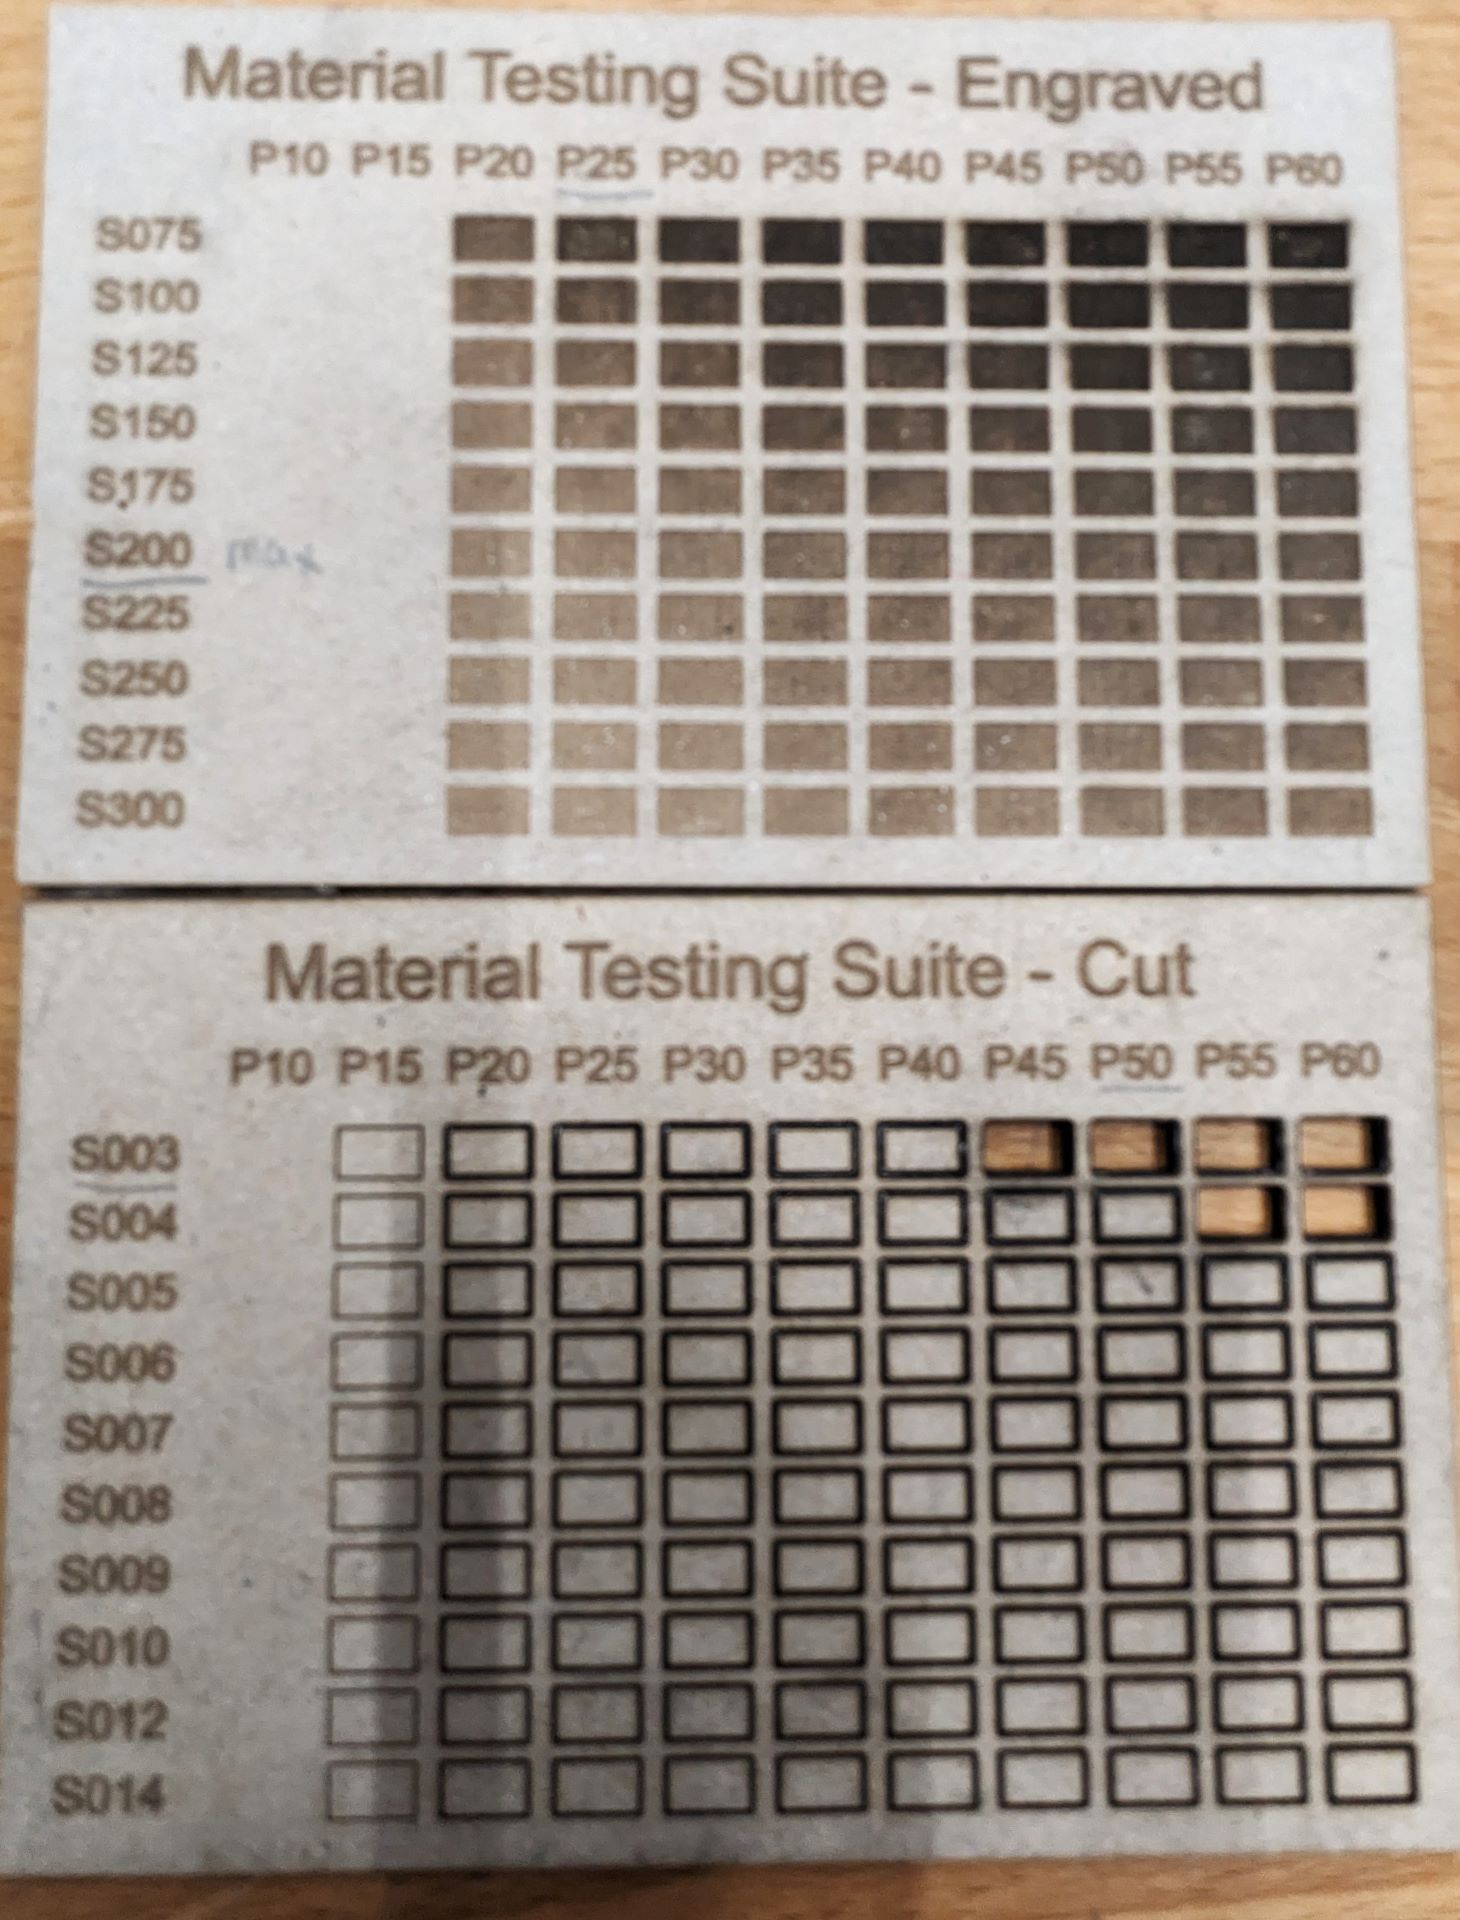 Material Testing Suite - Engraved
P10 P15 P20 P25 P30 P35 P40 P45 P50 P55 P60
S075
S100
S125
S150
S175
S200 max
S225
S250
S275
S300
Material Testing Suite - Cut
P10 P15 P20 P25 P30 P35 P40 P45 P50 P55 P60
S003
S004
S005
S006
S007
S008
S009
S010
S012
S014